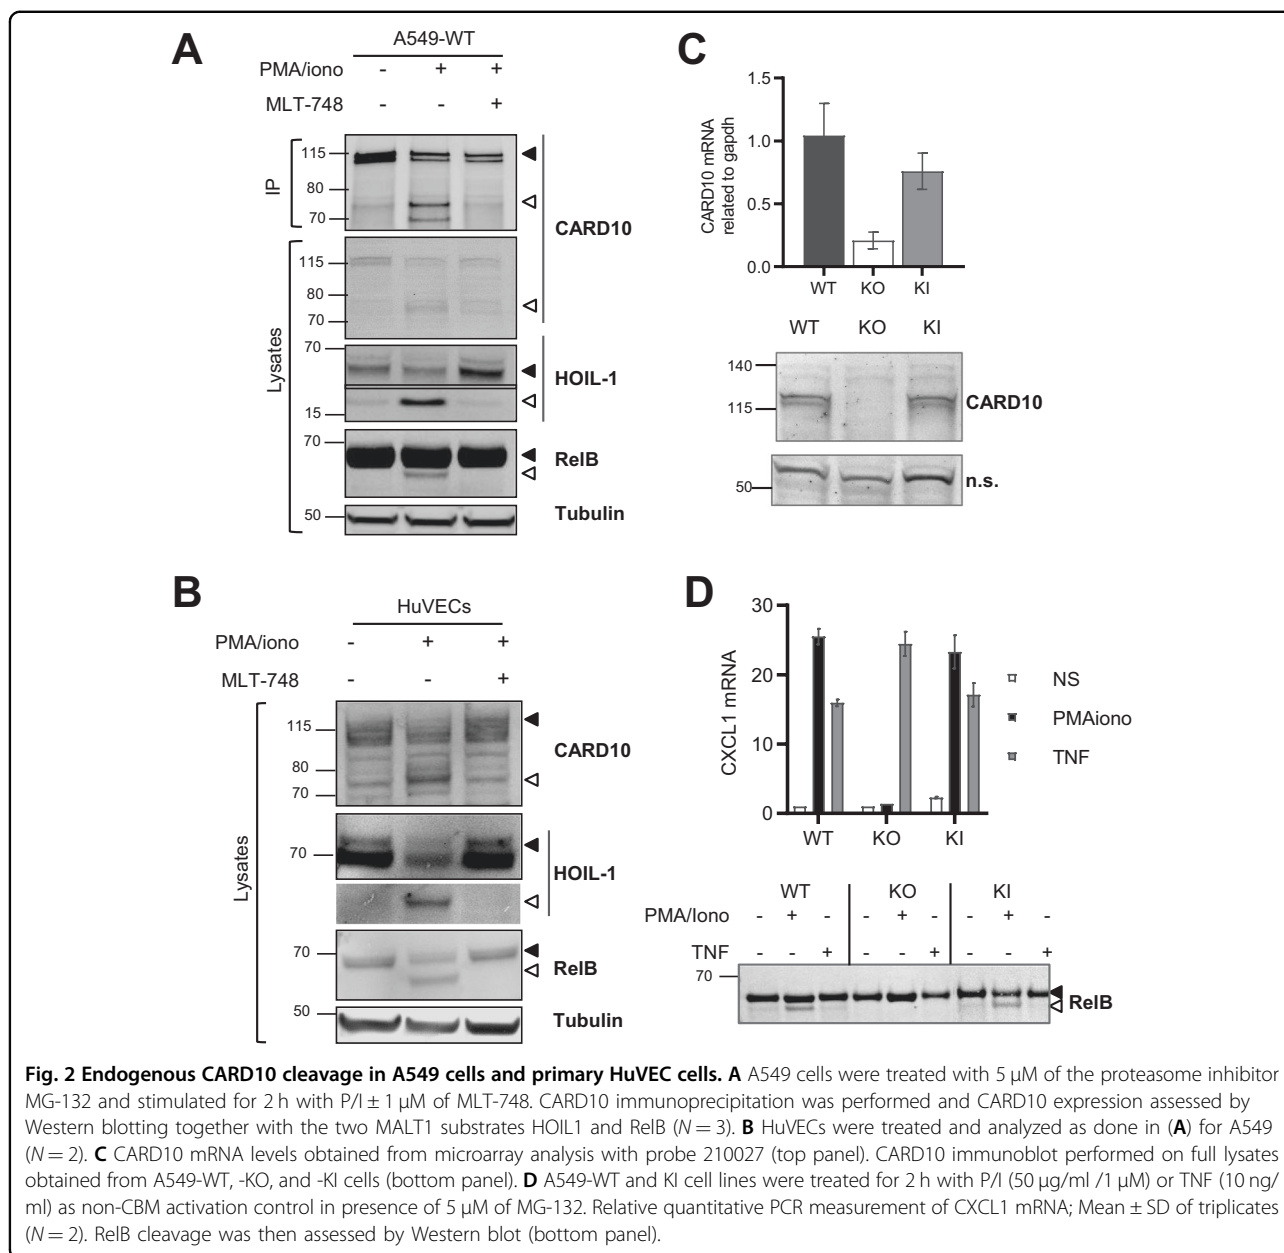 A
A549-WT
PMA/iono - + +
MLT-748 - - +
IP
115
80
70
CARD10
Lysates
115
80
70
70
HOIL-1
15
70
RelB
50
Tubulin
B
HuVECs
PMA/iono - + +
MLT-748 - - +
Lysates
115
80
70
CARD10
70
HOIL-1
70
RelB
50
Tubulin
C
CARD10 mRNA
related to gapdh
1.5
1.0
0.5
0.0
WT KO KI
WT KO KI
140
115
CARD10
50
n.s.
D
CXCL1 mRNA
30
20
10
0
WT KO KI
NS
PMAiono
TNF
WT KO KI
PMA/Iono - + - - + - - + -
TNF - - + - - + - - +
70
RelB
Fig. 2 Endogenous CARD10 cleavage in A549 cells and primary HuVEC cells. A A549 cells were treated with 5 µM of the proteasome inhibitor
MG-132 and stimulated for 2 h with P/I ± 1 µM of MLT-748. CARD10 immunoprecipitation was performed and CARD10 expression assessed by
Western blotting together with the two MALT1 substrates HOIL1 and RelB (N = 3). B HuVECs were treated and analyzed as done in (A) for A549
(N = 2). C CARD10 mRNA levels obtained from microarray analysis with probe 210027 (top panel). CARD10 immunoblot performed on full lysates
obtained from A549-WT, -KO, and -KI cells (bottom panel). D A549-WT and KI cell lines were treated for 2 h with P/I (50 µg/ml /1 µM) or TNF (10 ng/
ml) as non-CBM activation control in presence of 5 µM of MG-132. Relative quantitative PCR measurement of CXCL1 mRNA; Mean ± SD of triplicates
(N = 2). RelB cleavage was then assessed by Western blot (bottom panel).